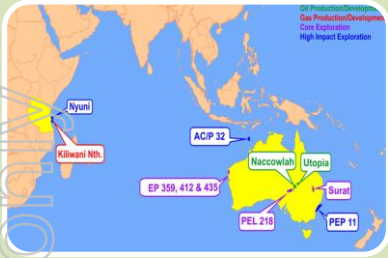 Oil Production/Development
Gas Production/Development
Core Exploration
High Impact Exploration
Nyuni
Kiliwani Nth.
AC/P 32
Naccowlah
Utopia
EP 359, 412 & 435
Surat
PEL 218
PEP 11